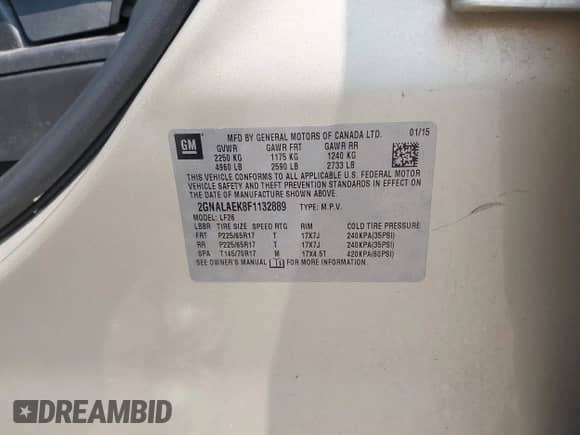 GM
MFD BY GENERAL MOTORS OF CANADA LTD. 01/15
GVWR GAWR FRT GAWR RR
2250 KG 1175 KG 1240 KG
4960 LB 2590 LB 2733 LB
THIS VEHICLE CONFORMS TO ALL APPLICABLE U.S. FEDERAL MOTOR
VEHICLE SAFETY AND THEFT PREVENTION STANDARDS IN EFFECT ON
THE DATE OF MANUFACTURE SHOWN ABOVE.
2GNALAEK8F1132889 TYPE: M.P.V.
MODEL: LF26
LBBR TIRE SIZE SPEED RTG RIM COLD TIRE PRESSURE
FRT P225/65R17 T 17X7J 240KPA(35PSI)
RR P225/65R17 T 17X7J 240KPA(35PSI)
SPA T145/70R17 M 17X4.5T 420KPA(60PSI)
SEE OWNER'S MANUAL i FOR MORE INFORMATION.
DREAMBID